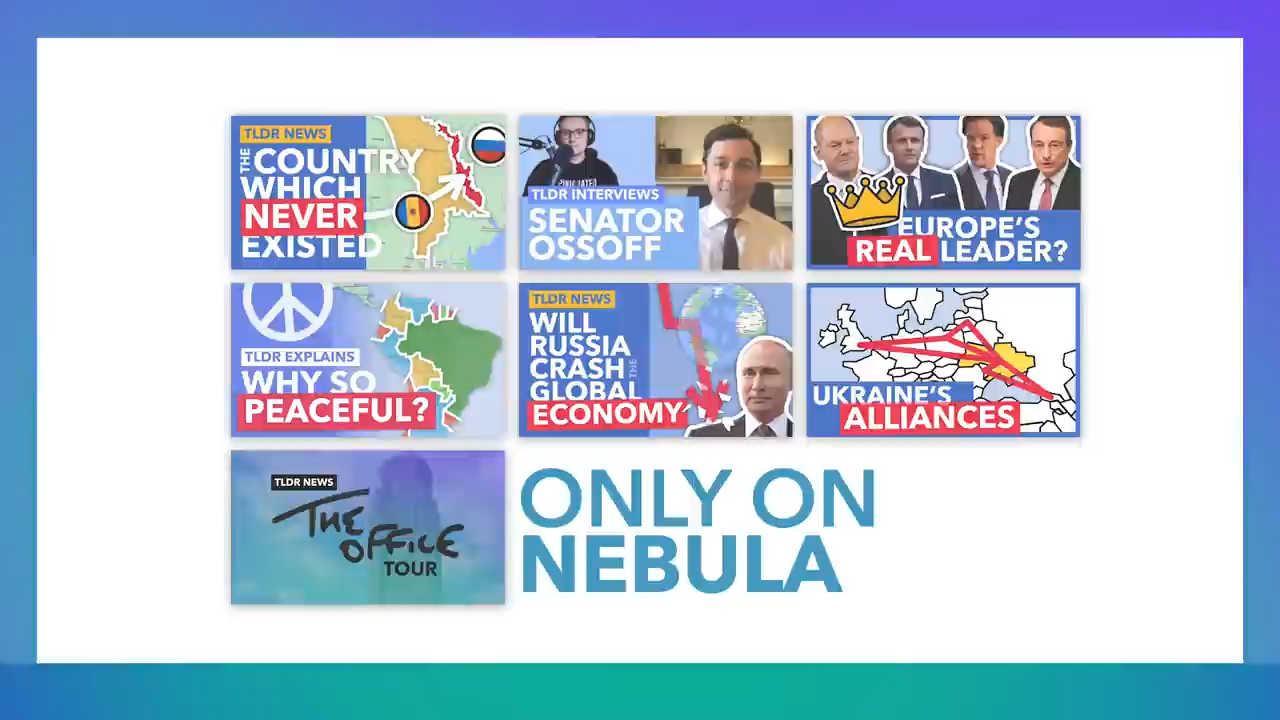 TLDR NEWS
THE COUNTRY
WHICH
NEVER
EXISTED
TLDR INTERVIEWS
SENATOR
OSSOFF
EUROPE'S
REAL LEADER?
TLDR EXPLAINS
WHY SO
PEACEFUL?
TLDR NEWS
WILL
RUSSIA
CRASH THE
GLOBAL
ECONOMY
UKRAINE'S
ALLIANCES
TLDR NEWS
THE
OFFICE
TOUR
ONLY ON
NEBULA